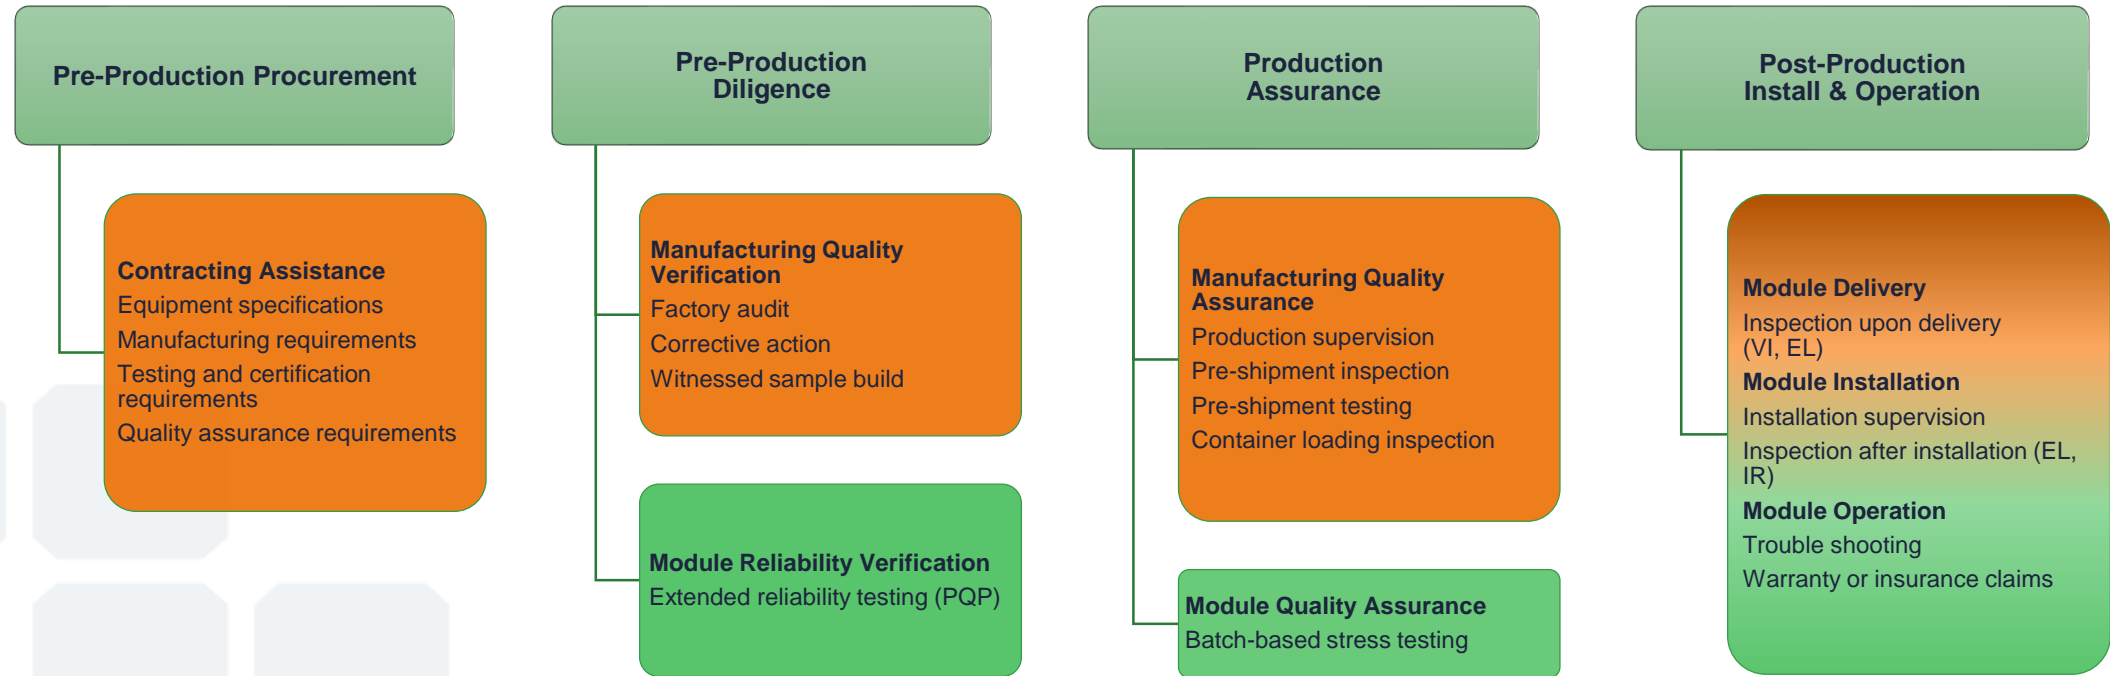 Pre-Production Procurement
Contracting Assistance
Equipment specifications
Manufacturing requirements
Testing and certification
requirements
Quality assurance requirements
Pre-Production
Diligence
Manufacturing Quality
Verification
Factory audit
Corrective action
Witnessed sample build
Module Reliability Verification
Extended reliability testing (PQP)
Production
Assurance
Manufacturing Quality
Assurance
Production supervision
Pre-shipment inspection
Pre-shipment testing
Container loading inspection
Module Quality Assurance
Batch-based stress testing
Post-Production
Install & Operation
Module Delivery
Inspection upon delivery
(VI, EL)
Module Installation
Installation supervision
Inspection after installation (EL,
IR)
Module Operation
Trouble shooting
Warranty or insurance claims